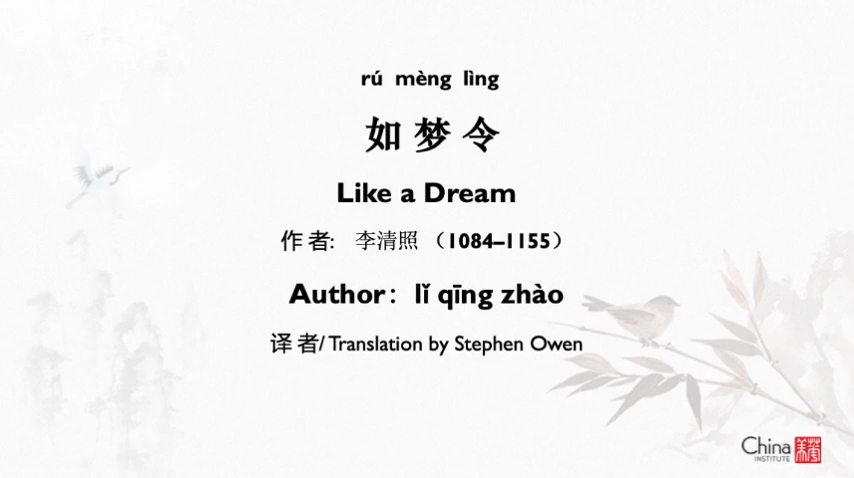 rú mèng lìng
如梦令
Like a Dream
作者: 李清照（1084–1155）
Author：lǐ qīng zhào
译者/Translation by Stephen Owen
China
INSTITUTE